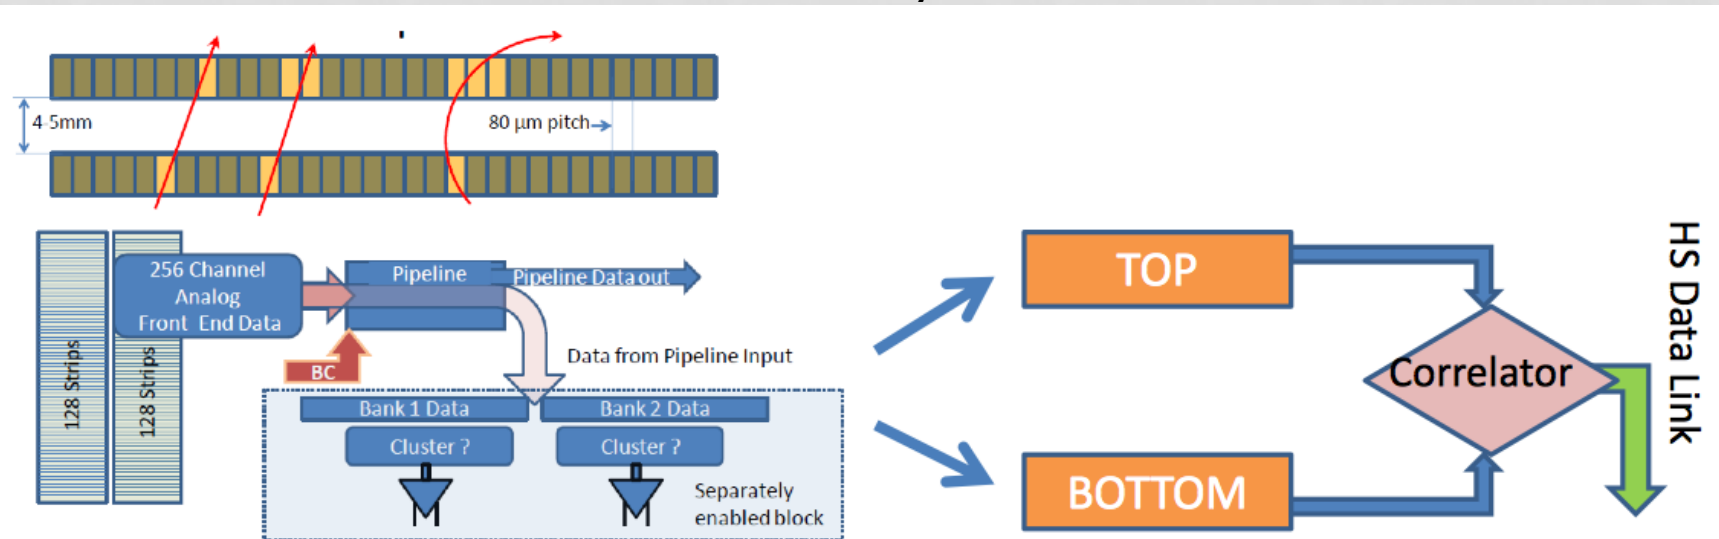 4-5mm
80 µm pitch
128 Strips
128 Strips
256 Channel
Analog
Front End Data
Pipeline
Pipeline Data out
BC
Data from Pipeline Input
Bank 1 Data
Bank 2 Data
Cluster ?
Cluster ?
Separately
enabled block
TOP
BOTTOM
Correlator
HS Data Link